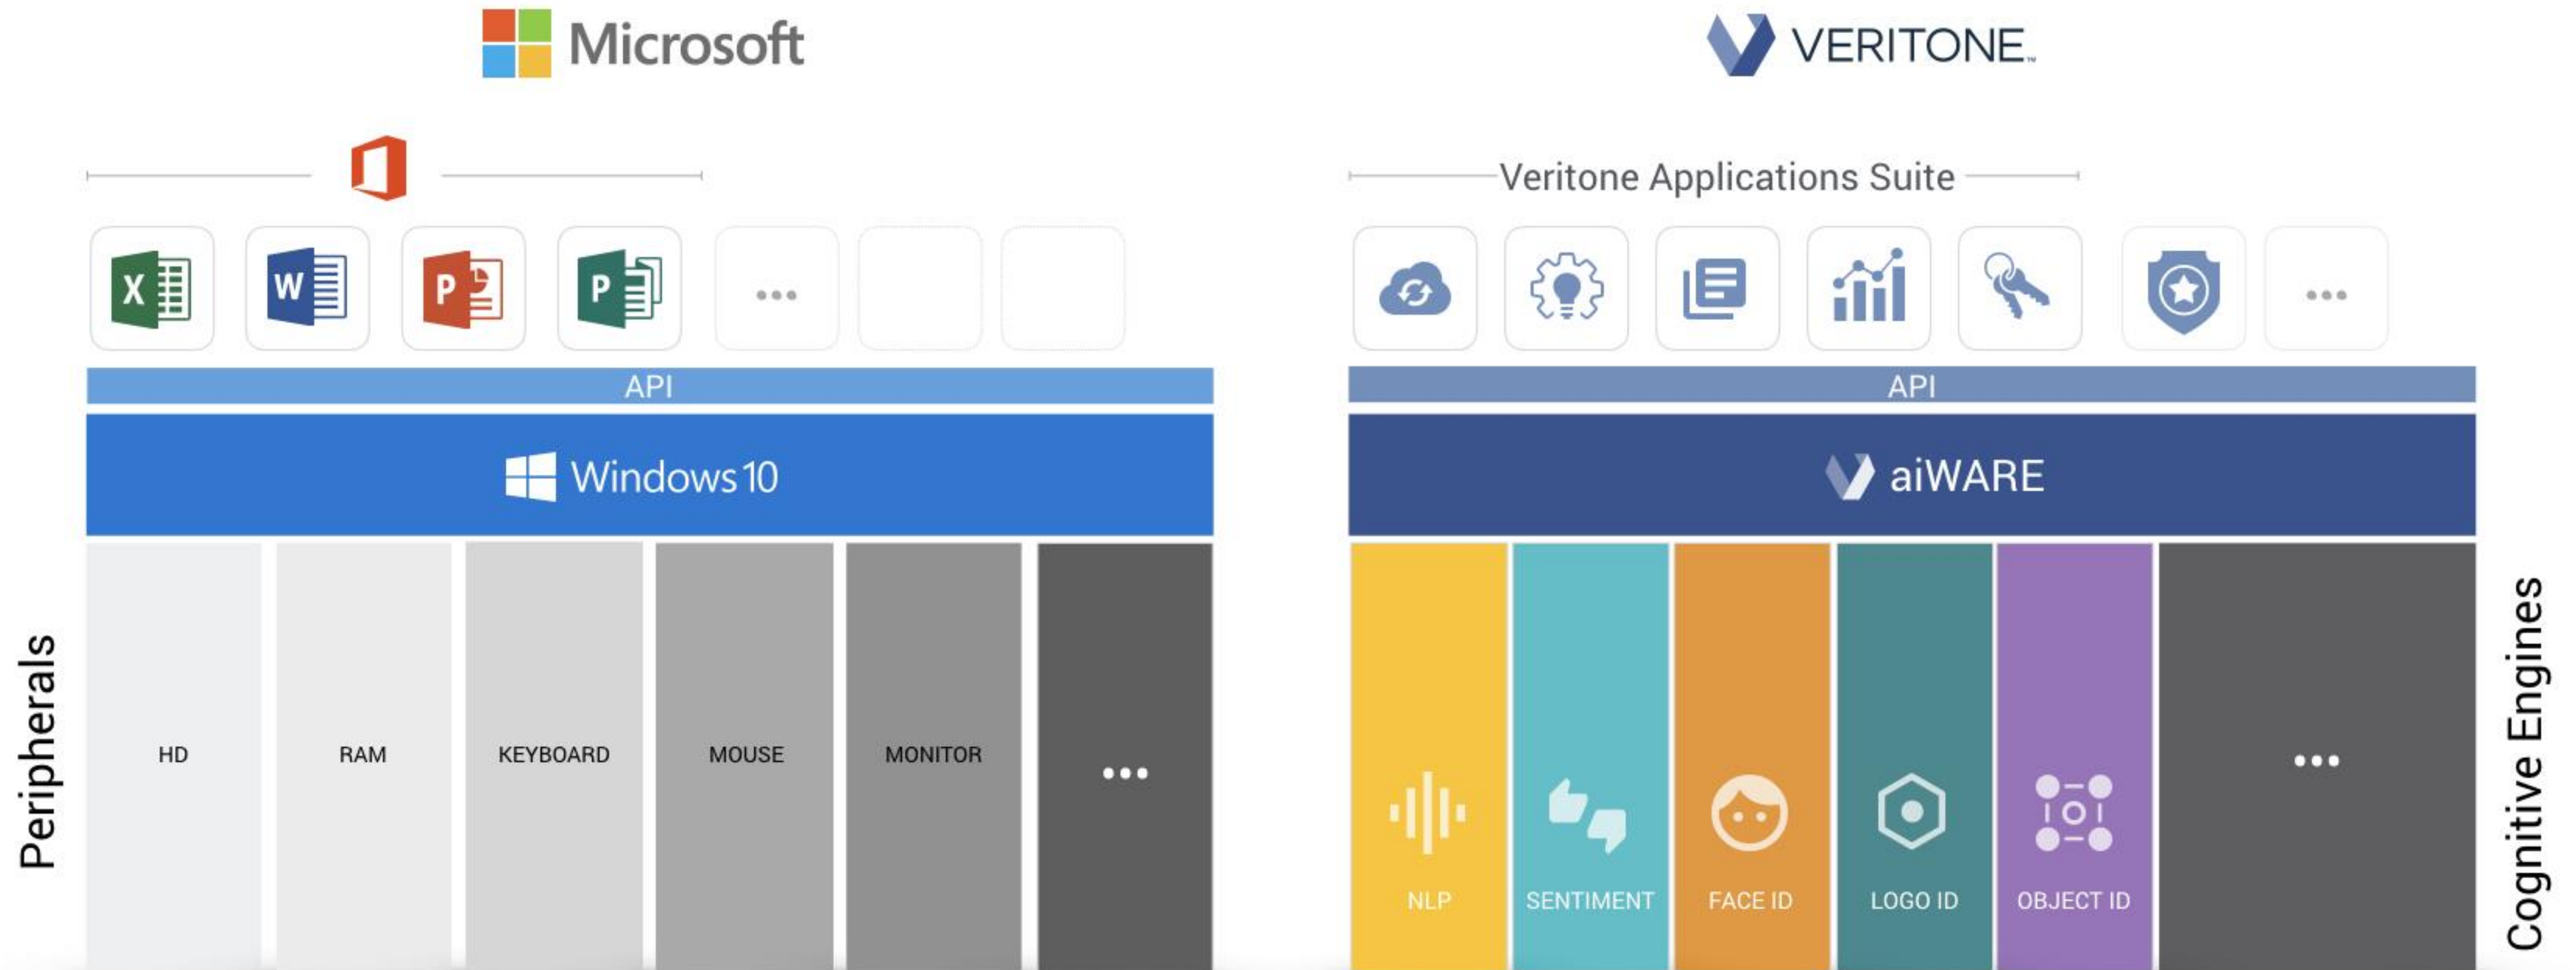 Microsoft
X
W
P
P
...
API
Windows 10
Peripherals
HD
RAM
KEYBOARD
MOUSE
MONITOR
...
VERITONE™
Veritone Applications Suite
...
API
aiWARE
NLP
SENTIMENT
FACE ID
LOGO ID
OBJECT ID
...
Cognitive Engines